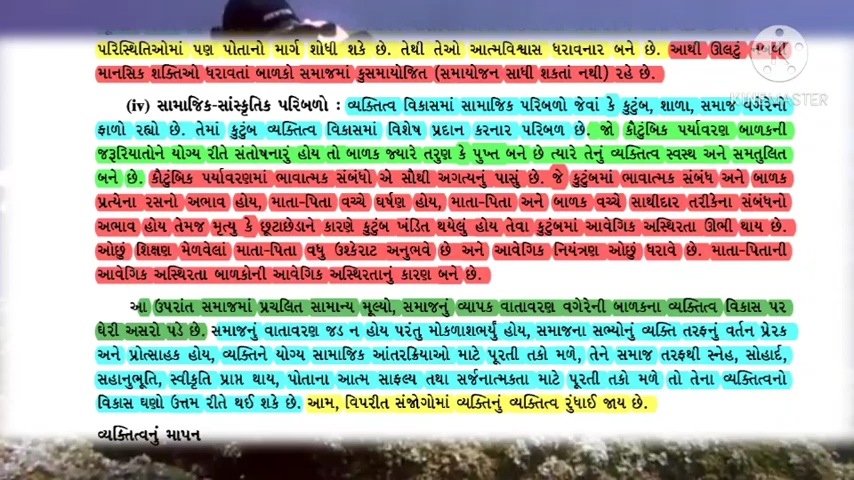 પરિસ્થિતિઓમાં પણ પોતાનો માર્ગ શોધી શકે છે. તેથી તેઓ આત્મવિશ્વાસ ધરાવનાર બને છે. આથી ઊલટું નબળી
માનસિક શક્તિઓ ધરાવતાં બાળકો સમાજમાં કુસમાયોજિત (સમાયોજન સાધી શકતાં નથી) રહે છે.
(iv) સામાજિક-સાંસ્કૃતિક પરિબળો : વ્યક્તિત્વ વિકાસમાં સામાજિક પરિબળો જેવાં કે કુટુંબ, શાળા, સમાજ વગેરેનો
ફાળો રહ્યો છે. તેમાં કુટુંબ વ્યક્તિત્વ વિકાસમાં વિશેષ પ્રદાન કરનાર પરિબળ છે. જો કૌટુંબિક પર્યાવરણ બાળકની
જરૂરિયાતોને યોગ્ય રીતે સંતોષનારું હોય તો બાળક જ્યારે તરુણ કે પુખ્ત બને છે ત્યારે તેનું વ્યક્તિત્વ સ્વસ્થ અને સમતુલિત
બને છે. કૌટુંબિક પર્યાવરણમાં ભાવાત્મક સંબંધો એ સૌથી અગત્યનું પાસું છે. જે કુટુંબમાં ભાવાત્મક સંબંધ અને બાળક
પ્રત્યેના રસનો અભાવ હોય, માતા-પિતા વચ્ચે ઘર્ષણ હોય, માતા-પિતા અને બાળક વચ્ચે સાથીદાર તરીકેના સંબંધનો
અભાવ હોય તેમજ મૃત્યુ કે છૂટાછેડાને કારણે કુટુંબ ખંડિત થયેલું હોય તેવા કુટુંબમાં આવેગિક અસ્થિરતા ઊભી થાય છે.
ઓછું શિક્ષણ મેળવેલાં માતા-પિતા વધુ ઉશ્કેરાટ અનુભવે છે અને આવેગિક નિયંત્રણ ઓછું ધરાવે છે. માતા-પિતાની
આવેગિક અસ્થિરતા બાળકોની આવેગિક અસ્થિરતાનું કારણ બને છે.
આ ઉપરાંત સમાજમાં પ્રચલિત સામાન્ય મૂલ્યો, સમાજનું વ્યાપક વાતાવરણ વગેરેની બાળકના વ્યક્તિત્વ વિકાસ પર
ઘેરી અસરો પડે છે. સમાજનું વાતાવરણ જડ ન હોય પરંતુ મોકળાશભર્યું હોય, સમાજના સભ્યોનું વ્યક્તિ તરફનું વર્તન પ્રેરક
અને પ્રોત્સાહક હોય, વ્યક્તિને યોગ્ય સામાજિક આંતરક્રિયાઓ માટે પૂરતી તકો મળે, તેને સમાજ તરફથી સ્નેહ, સોહાર્દ,
સહાનુભૂતિ, સ્વીકૃતિ પ્રાપ્ત થાય, પોતાના આત્મ સાફલ્ય તથા સર્જનાત્મકતા માટે પૂરતી તકો મળે તો તેના વ્યક્તિત્વનો
વિકાસ ઘણો ઉત્તમ રીતે થઈ શકે છે. આમ, વિપરીત સંજોગોમાં વ્યક્તિનું વ્યક્તિત્વ રુંધાઈ જાય છે.
વ્યક્તિત્વનું માપન
KINEMASTER